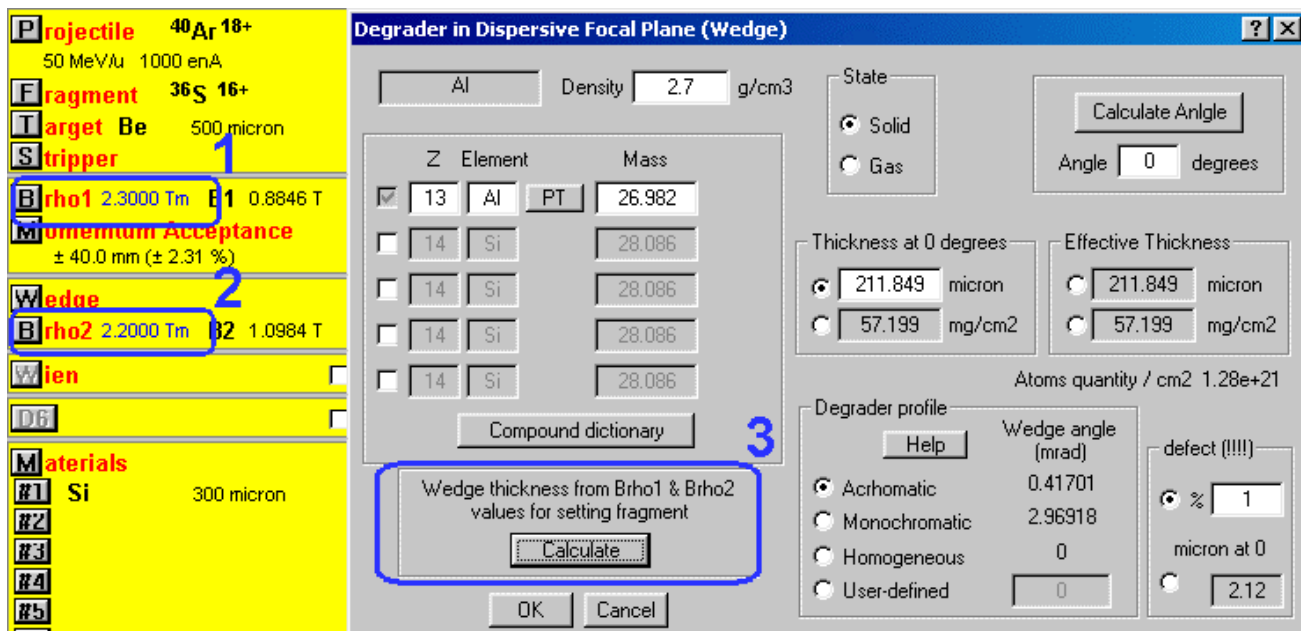 Projectile 40Ar 18+
50 MeV/u 1000 enA
Fragment 36S 16+
Target Be 500 micron
Stripper
1
Brho1 2.3000 Tm B1 0.8846 T
Momemtum Acceptance
± 40.0 mm (± 2.31 %)
2
Wedge
Brho2 2.2000 Tm B2 1.0984 T
Wien
D6
Materials
#1 Si 300 micron
#2
#3
#4
#5
Degrader in Dispersive Focal Plane (Wedge)
Al Density 2.7 g/cm3
Z Element Mass
13 Al PT 26.982
14 Si 28.086
14 Si 28.086
14 Si 28.086
14 Si 28.086
Compound dictionary
3
Wedge thickness from Brho1 & Brho2
values for setting fragment
Calculate
OK Cancel
State
Solid
Gas
Calculate Anlgle
Angle 0 degrees
Thickness at 0 degrees
211.849 micron
57.199 mg/cm2
Effective Thickness
211.849 micron
57.199 mg/cm2
Atoms quantity / cm2 1.28e+21
Degrader profile
Help Wedge angle
(mrad)
Acrhomatic 0.41701
Monochromatic 2.96918
Homogeneous 0
User-defined 0
defect (!!!!)
% 1
micron at 0
2.12